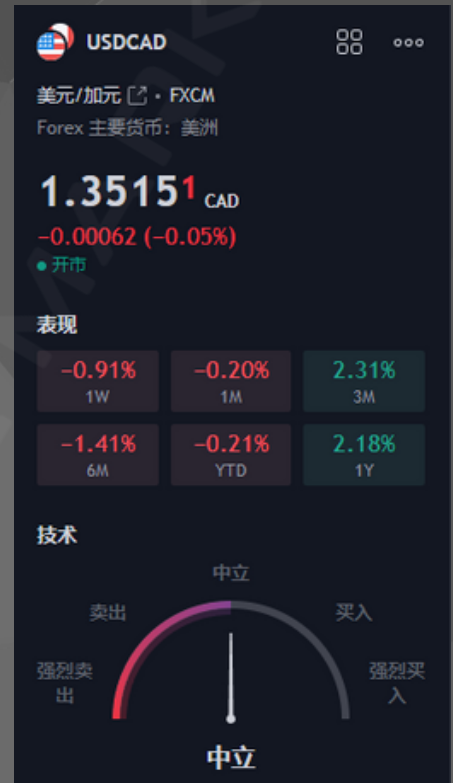 USDCAD
美元/加元 · FXCM
Forex 主要货币：美洲
1.35151 CAD
−0.00062 (−0.05%)
开市
表现
−0.91% −0.20% 2.31%
1W 1M 3M
−1.41% −0.21% 2.18%
6M YTD 1Y
技术
中立
卖出 买入
强烈卖出 强烈买入
中立